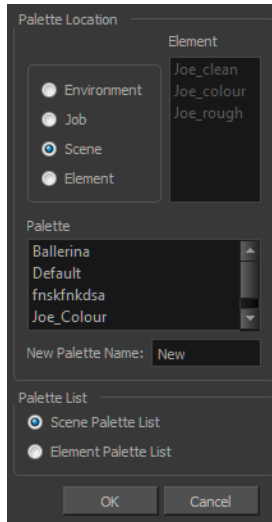 Palette Location
Element
Joe_clean
Joe_colour
Joe_rough
Environment
Job
Scene
Element
Palette
Ballerina
Default
fnskfnkdsa
Joe_Colour
New Palette Name: New
Palette List
Scene Palette List
Element Palette List
OK Cancel